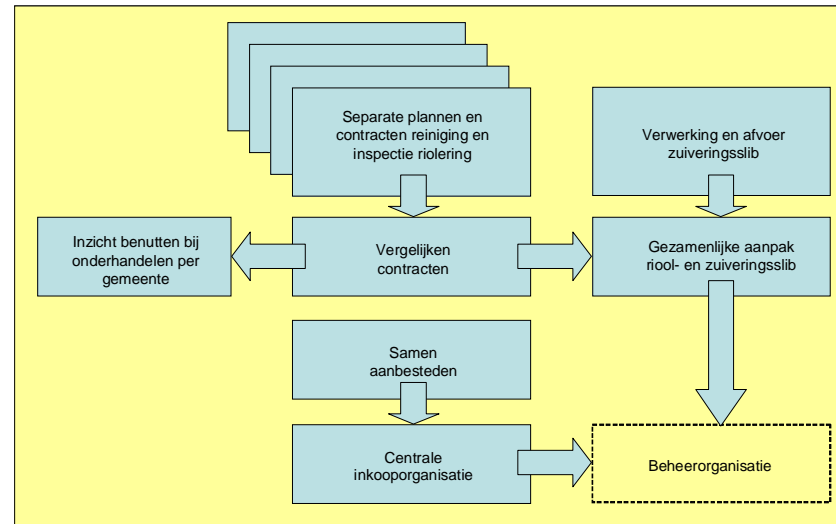 Separate plannen en
contracten reiniging en
inspectie riolering
Verwerking en afvoer
zuiveringsslib
Inzicht benutten bij
onderhandelen per
gemeente
Vergelijken
contracten
Gezamenlijke aanpak
riool- en zuiveringsslib
Samen
aanbesteden
Centrale
inkooporganisatie
Beheerorganisatie